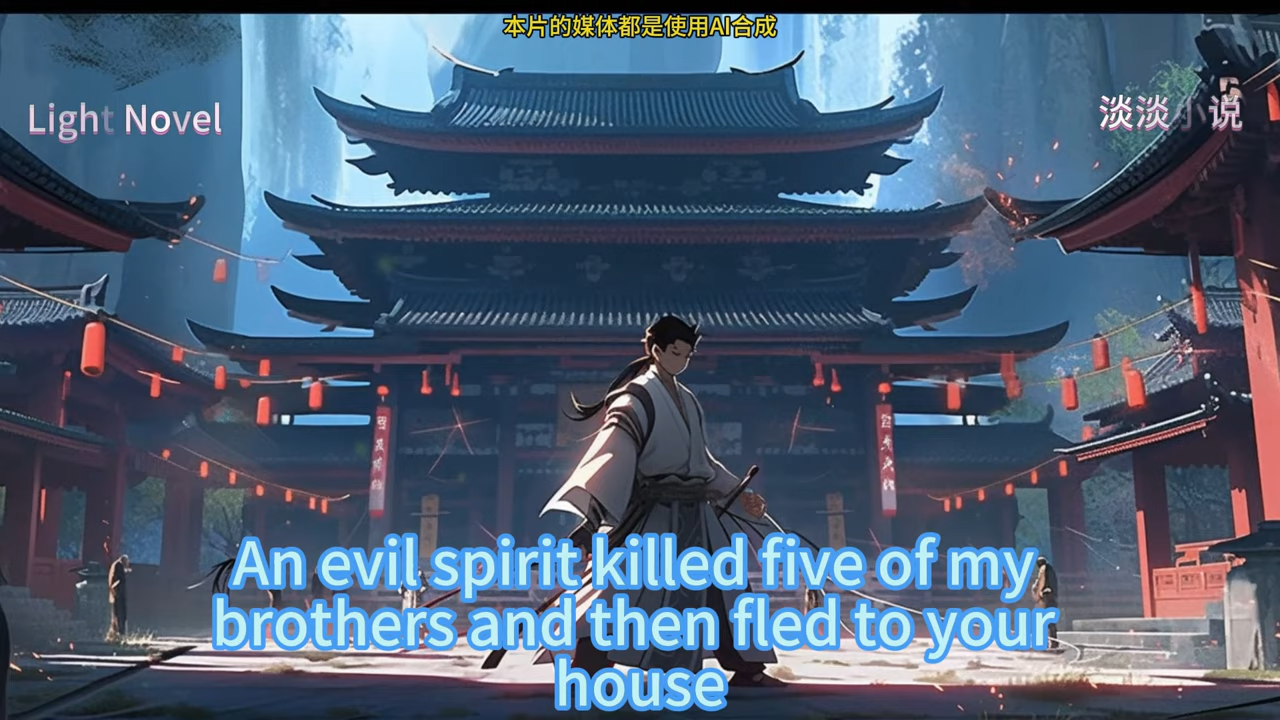 本片的媒体都是使用AI合成
Light Novel
淡淡小说
An evil spirit killed five of my
brothers and then fled to your
house